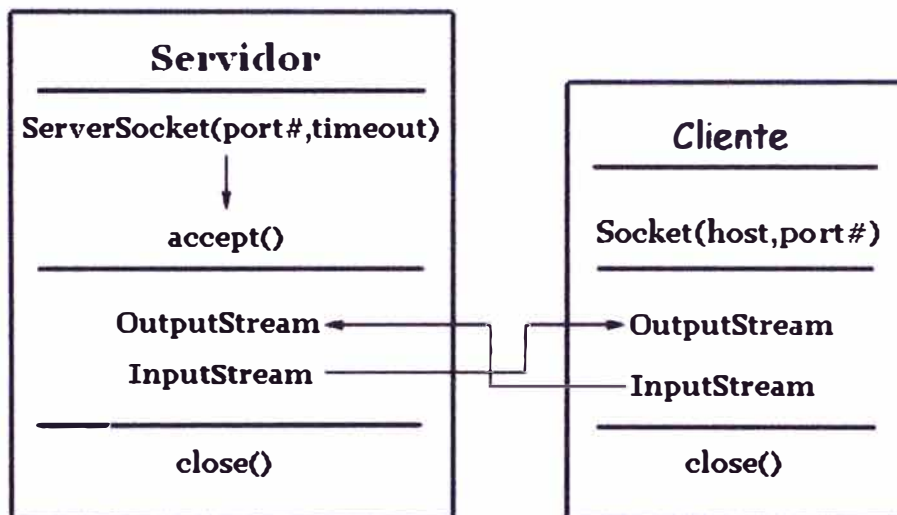 Servidor
ServerSocket(port#,timeout)
accept()
OutputStream
InputStream
close()
Cliente
Socket(host,port#)
OutputStream
InputStream
close()